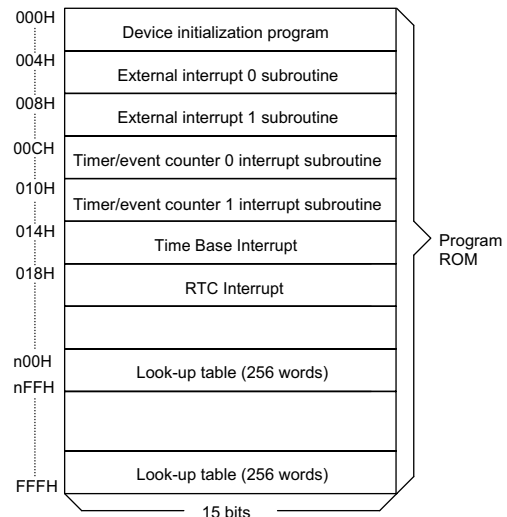 000H
Device initialization program
004H
External interrupt 0 subroutine
008H
External interrupt 1 subroutine
00CH
Timer/event counter 0 interrupt subroutine
010H
Timer/event counter 1 interrupt subroutine
014H
Time Base Interrupt
Program
ROM
018H
RTC Interrupt
n00H
Look-up table (256 words)
nFFH
Look-up table (256 words)
FFFH
15 bits